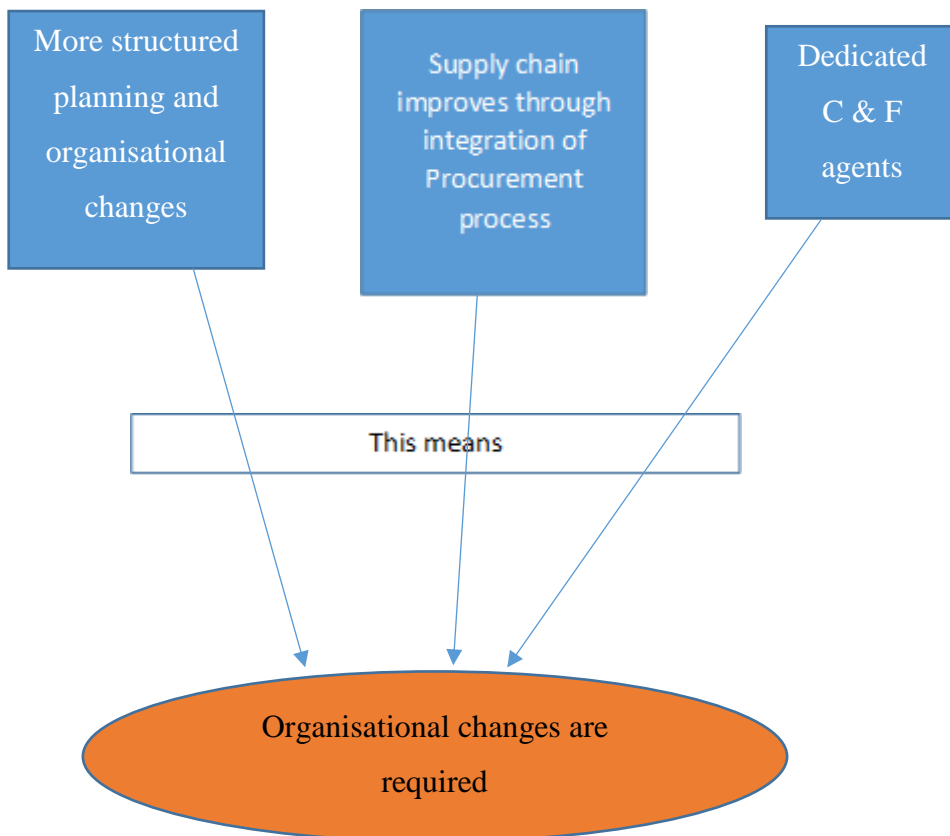 More structured
planning and
organisational
changes
Supply chain
improves through
integration of
Procurement
process
Dedicated
C & F
agents
This means
Organisational changes are
required